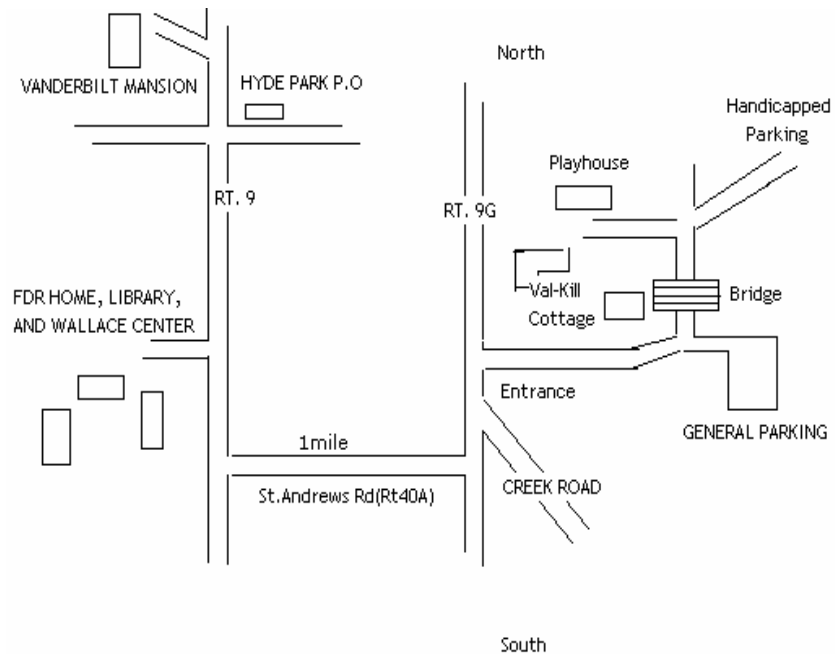 North
VANDERBILT MANSION
HYDE PARK P.O
Handicapped
Parking
Playhouse
RT. 9
RT. 9G
FDR HOME, LIBRARY,
AND WALLACE CENTER
Val-Kill
Cottage
Bridge
Entrance
GENERAL PARKING
1mile
St.Andrews Rd(Rt40A)
CREEK ROAD
South